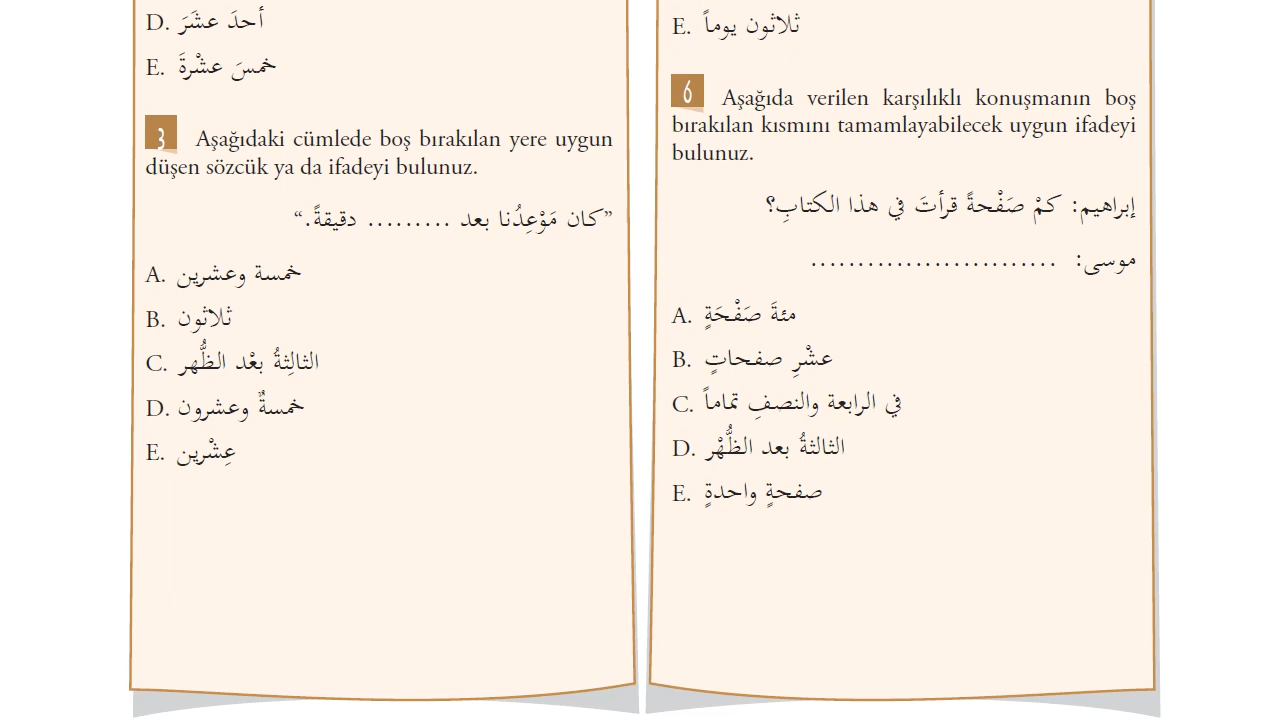 D. أحدَ عشَرَ
E. خمسَ عشْرةَ
3 Aşağıdaki cümlede boş bırakılan yere uygun
düşen sözcük ya da ifadeyi bulunuz.
”كان مَوْعِدُنا بعد ......... دقيقةً.“
A. خمسة وعشرين
B. ثلاثون
C. الثالِثةُ بعْد الظُّهر
D. خمسةٌ وعشرون
E. عِشْرين
E. ثلاثون يوماً
6 Aşağıda verilen karşılıklı konuşmanın boş
bırakılan kısmını tamamlayabilecek uygun ifadeyi
bulunuz.
إبراهيم: كمْ صَفْحةً قرأتَ في هذا الكتابِ؟
موسى: ..........................
A. مئةَ صَفْحَةٍ
B. عشْرِ صفحاتٍ
C. في الرابعة والنصفِ تماماً
D. الثالثةُ بعد الظُّهْر
E. صفحةٍ واحدةٍ